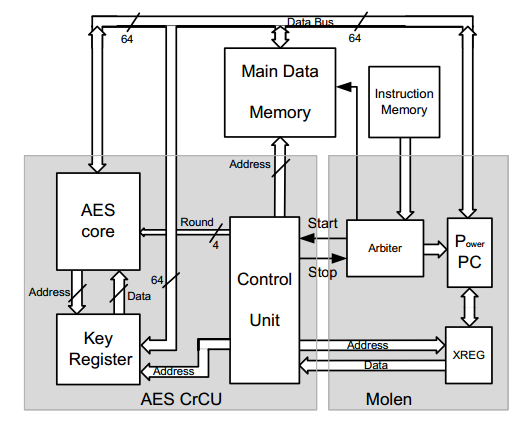 Data Bus
64
64
Main Data
Memory
Instruction
Memory
Address
AES
core
Round
4
Start
Stop
Arbiter
Power
PC
Control
Unit
Address
Data
64
Key
Register
Address
Address
Data
XREG
AES CrCU
Molen